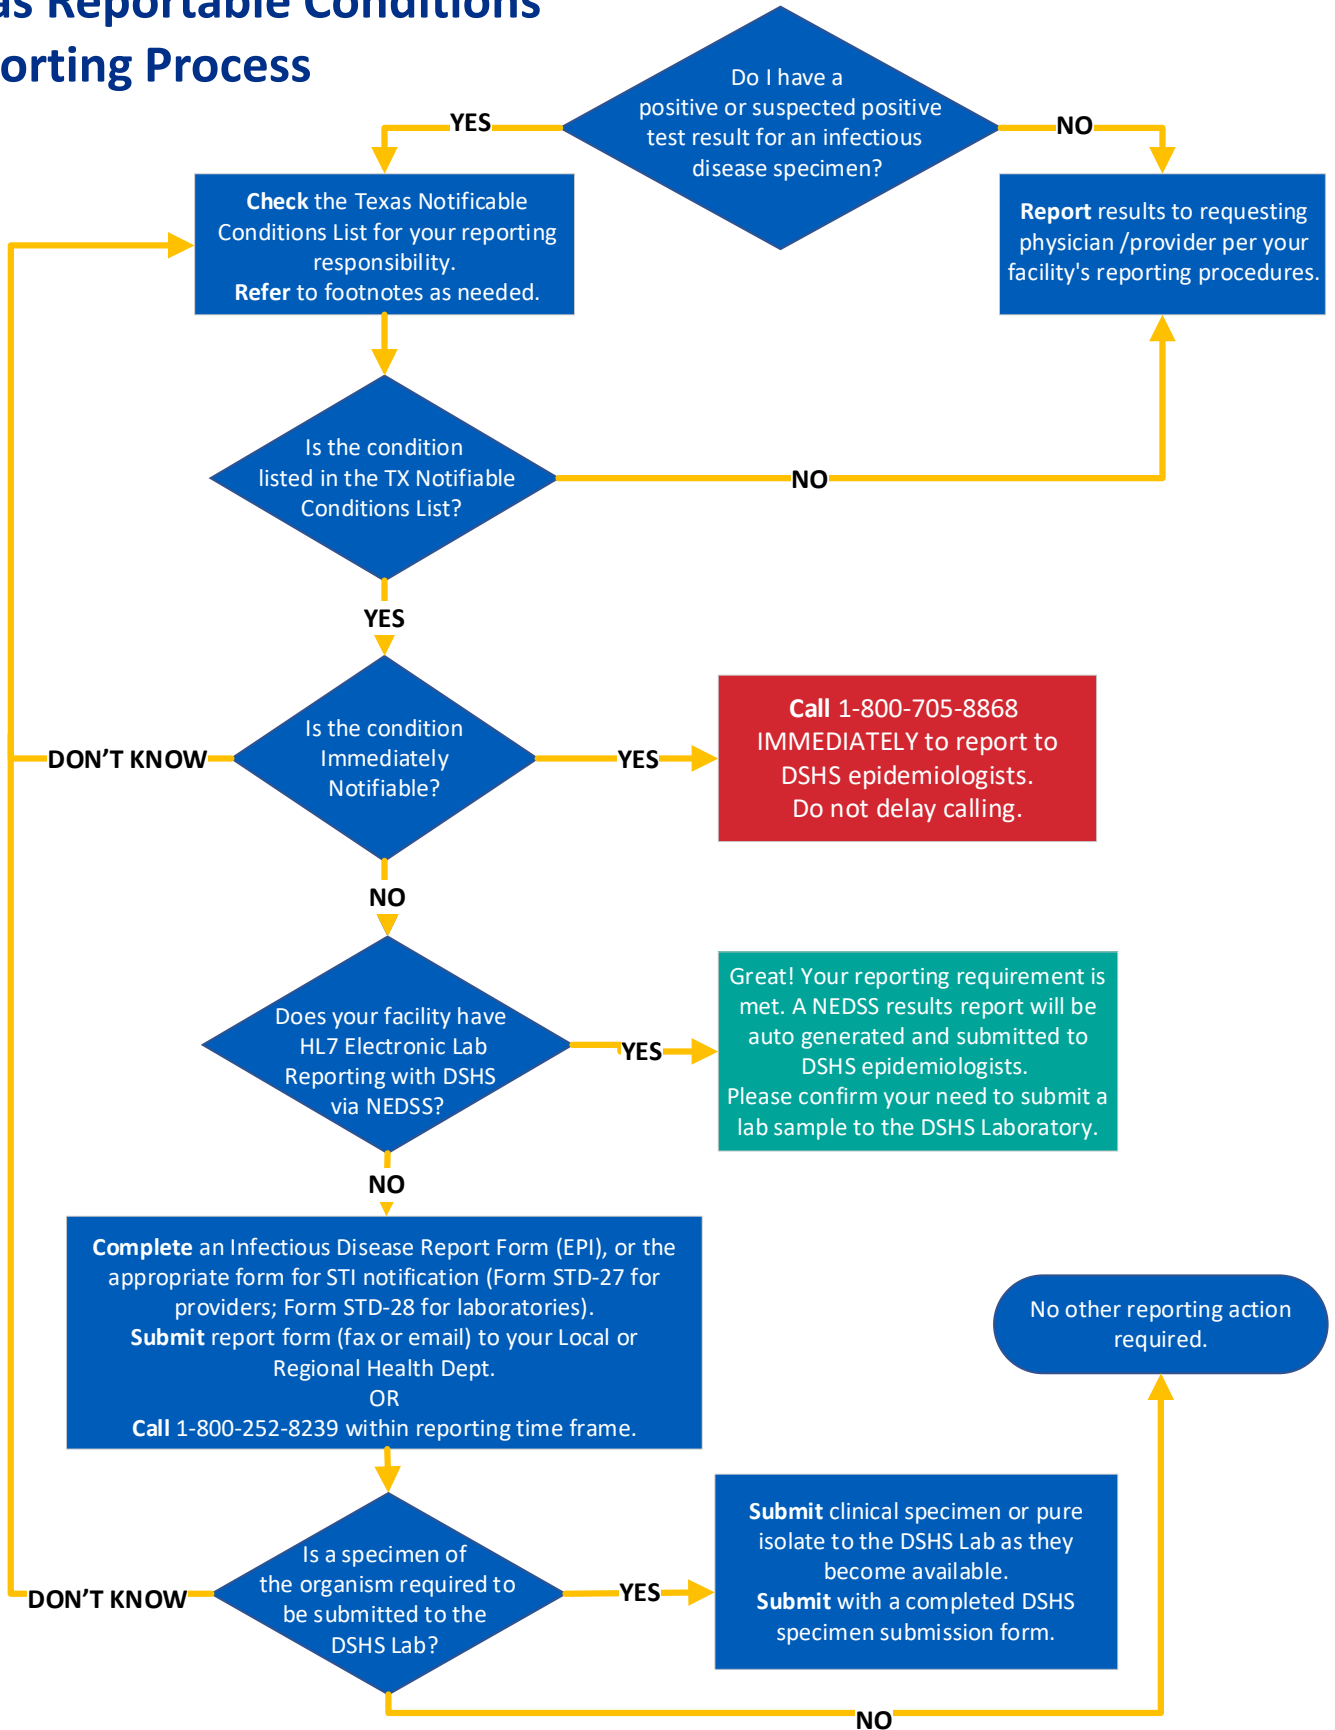 as Reportable Conditions
orting Process
Do I have a
positive or suspected positive
test result for an infectious
disease specimen?
YES
NO
Check the Texas Notificable
Conditions List for your reporting
responsibility.
Refer to footnotes as needed.
Report results to requesting
physician /provider per your
facility's reporting procedures.
Is the condition
listed in the TX Notifiable
Conditions List?
NO
YES
Is the condition
Immediately
Notifiable?
DON'T KNOW
YES
Call 1-800-705-8868
IMMEDIATELY to report to
DSHS epidemiologists.
Do not delay calling.
NO
Does your facility have
HL7 Electronic Lab
Reporting with DSHS
via NEDSS?
YES
Great! Your reporting requirement is
met. A NEDSS results report will be
auto generated and submitted to
DSHS epidemiologists.
Please confirm your need to submit a
lab sample to the DSHS Laboratory.
NO
Complete an Infectious Disease Report Form (EPI), or the
appropriate form for STI notification (Form STD-27 for
providers; Form STD-28 for laboratories).
Submit report form (fax or email) to your Local or
Regional Health Dept.
OR
Call 1-800-252-8239 within reporting time frame.
No other reporting action
required.
Is a specimen of
the organism required to
be submitted to the
DSHS Lab?
DON'T KNOW
YES
Submit clinical specimen or pure
isolate to the DSHS Lab as they
become available.
Submit with a completed DSHS
specimen submission form.
NO